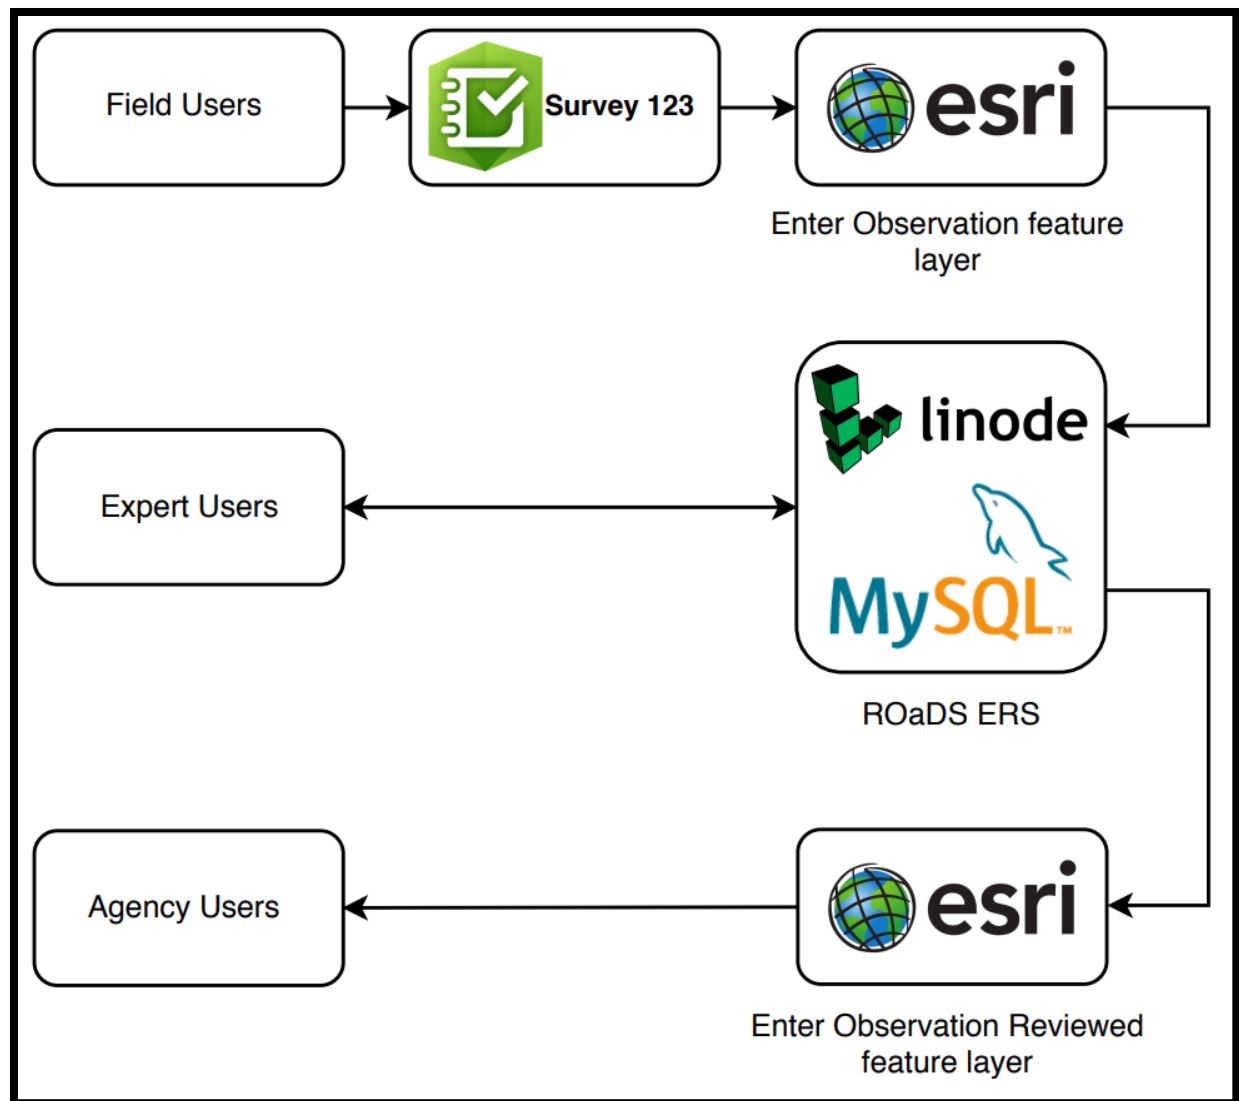 Field Users
Survey 123
esri
Enter Observation feature
layer
linode
Expert Users
MySQL™
ROaDS ERS
Agency Users
esri
Enter Observation Reviewed
feature layer